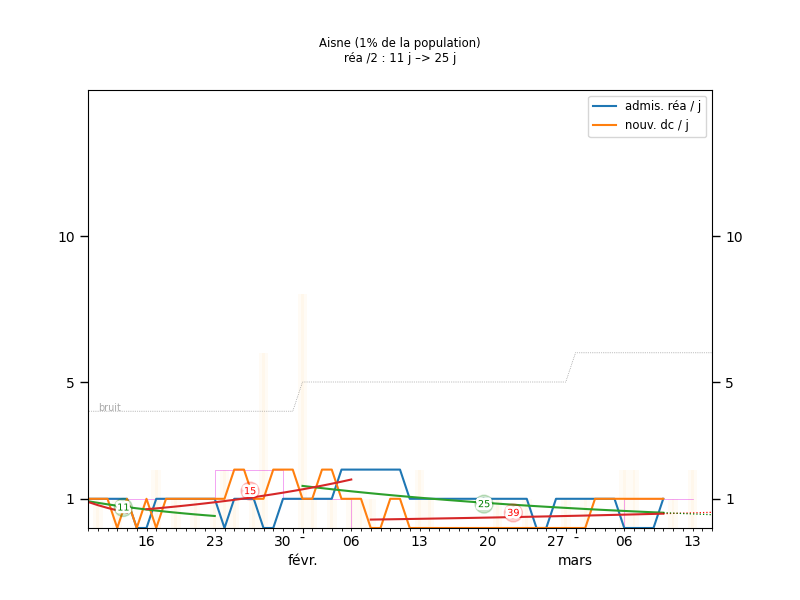 Aisne (1% de la population)
réa /2 : 11 j –> 25 j
admis. réa / j
nouv. dc / j
10 10
5 5
bruit
15
11
25
39
1 1
16 23 30 - 06 13 20 27 - 06 13
févr. mars